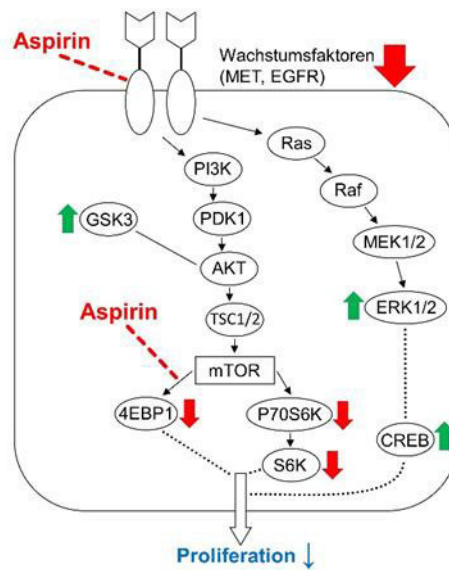 Aspirin
Wachstumsfaktoren
(MET, EGFR)
Ras
PI3K
Raf
GSK3
PDK1
MEK1/2
AKT
ERK1/2
TSC1/2
Aspirin
mTOR
4EBP1
P70S6K
CREB
S6K
Proliferation ↓